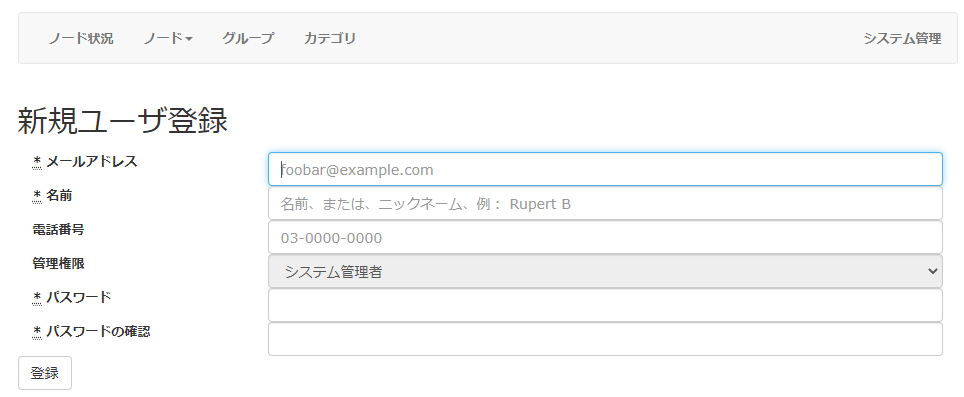 ノード状況 ノード グループ カテゴリ システム管理
新規ユーザ登録
* メールアドレス foobar@example.com
* 名前 名前、または、ニックネーム、例： Rupert B
電話番号 03-0000-0000
管理権限 システム管理者
* パスワード
* パスワードの確認
登録